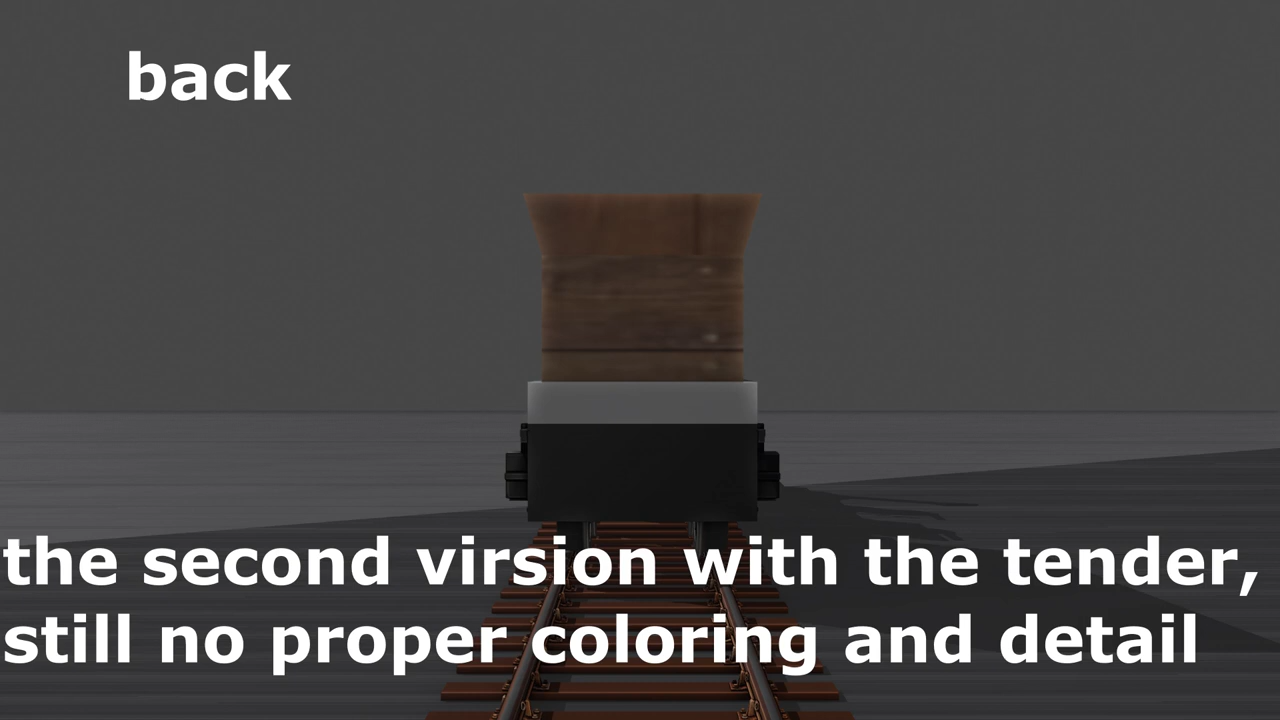 back
the second virsion with the tender,
still no proper coloring and detail